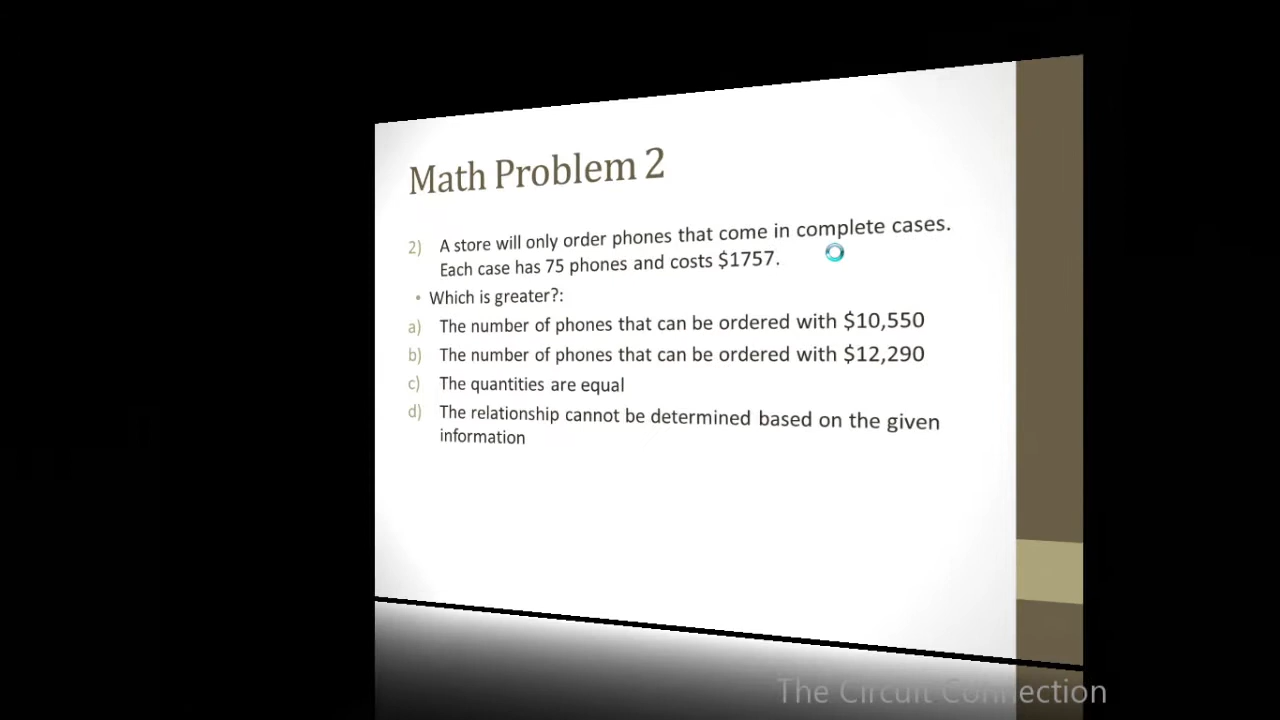 Math Problem 2
2) A store will only order phones that come in complete cases.
Each case has 75 phones and costs $1757.
• Which is greater?:
a) The number of phones that can be ordered with $10,550
b) The number of phones that can be ordered with $12,290
c) The quantities are equal
d) The relationship cannot be determined based on the given
information
The Circuit Connection